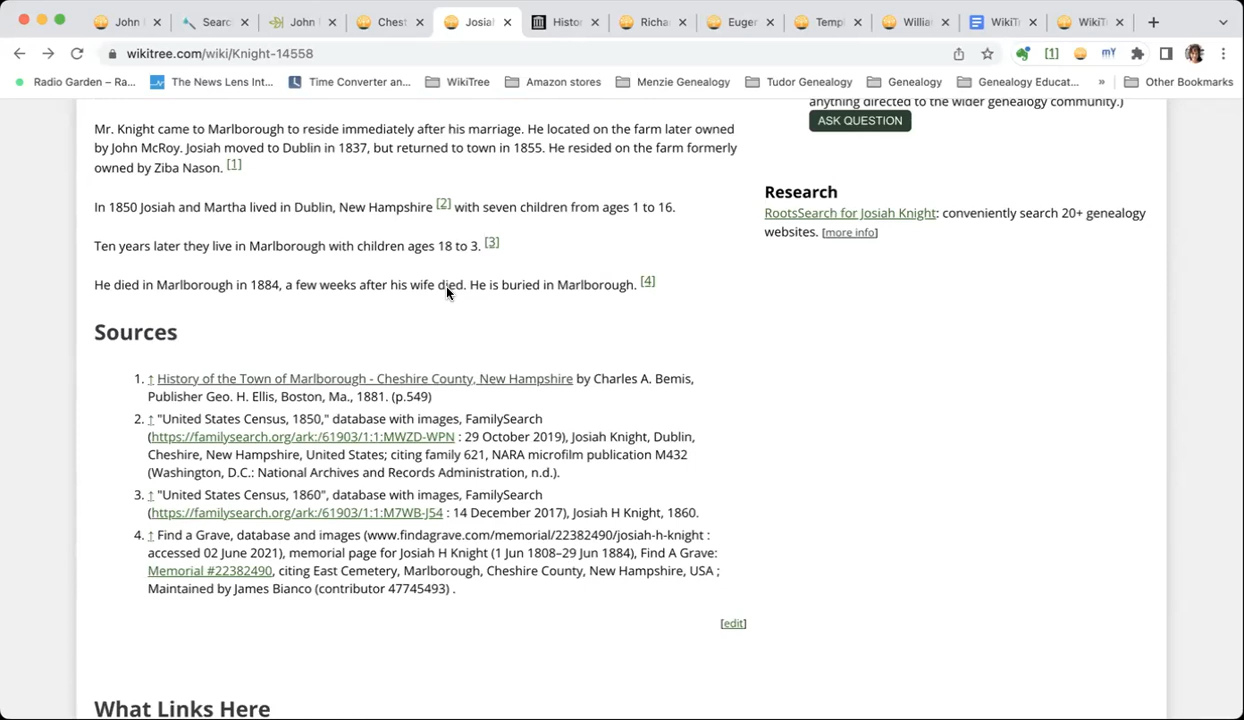 John
Searc
John
Chest
Josial
Histor
Richa
Euger
Templ
Willia
WikiTr
WikiTr
wikitree.com/wiki/Knight-14558
Radio Garden – Ra...
The News Lens Int...
Time Converter an...
WikiTree
Amazon stores
Menzie Genealogy
Tudor Genealogy
Genealogy
Genealogy Educat...
»
Other Bookmarks
anything directed to the wider genealogy community.)
ASK QUESTION
Mr. Knight came to Marlborough to reside immediately after his marriage. He located on the farm later owned
by John McRoy. Josiah moved to Dublin in 1837, but returned to town in 1855. He resided on the farm formerly
owned by Ziba Nason. [1]
In 1850 Josiah and Martha lived in Dublin, New Hampshire [2] with seven children from ages 1 to 16.
Ten years later they live in Marlborough with children ages 18 to 3. [3]
He died in Marlborough in 1884, a few weeks after his wife died. He is buried in Marlborough. [4]
Research
RootsSearch for Josiah Knight: conveniently search 20+ genealogy
websites. [more info]
Sources
1. ↑ History of the Town of Marlborough - Cheshire County, New Hampshire by Charles A. Bemis,
Publisher Geo. H. Ellis, Boston, Ma., 1881. (p.549)
2. ↑ "United States Census, 1850," database with images, FamilySearch
(https://familysearch.org/ark:/61903/1:1:MWZD-WPN : 29 October 2019), Josiah Knight, Dublin,
Cheshire, New Hampshire, United States; citing family 621, NARA microfilm publication M432
(Washington, D.C.: National Archives and Records Administration, n.d.).
3. ↑ "United States Census, 1860", database with images, FamilySearch
(https://familysearch.org/ark:/61903/1:1:M7WB-J54 : 14 December 2017), Josiah H Knight, 1860.
4. ↑ Find a Grave, database and images (www.findagrave.com/memorial/22382490/josiah-h-knight :
accessed 02 June 2021), memorial page for Josiah H Knight (1 Jun 1808–29 Jun 1884), Find A Grave:
Memorial #22382490, citing East Cemetery, Marlborough, Cheshire County, New Hampshire, USA ;
Maintained by James Bianco (contributor 47745493) .
[edit]
What Links Here